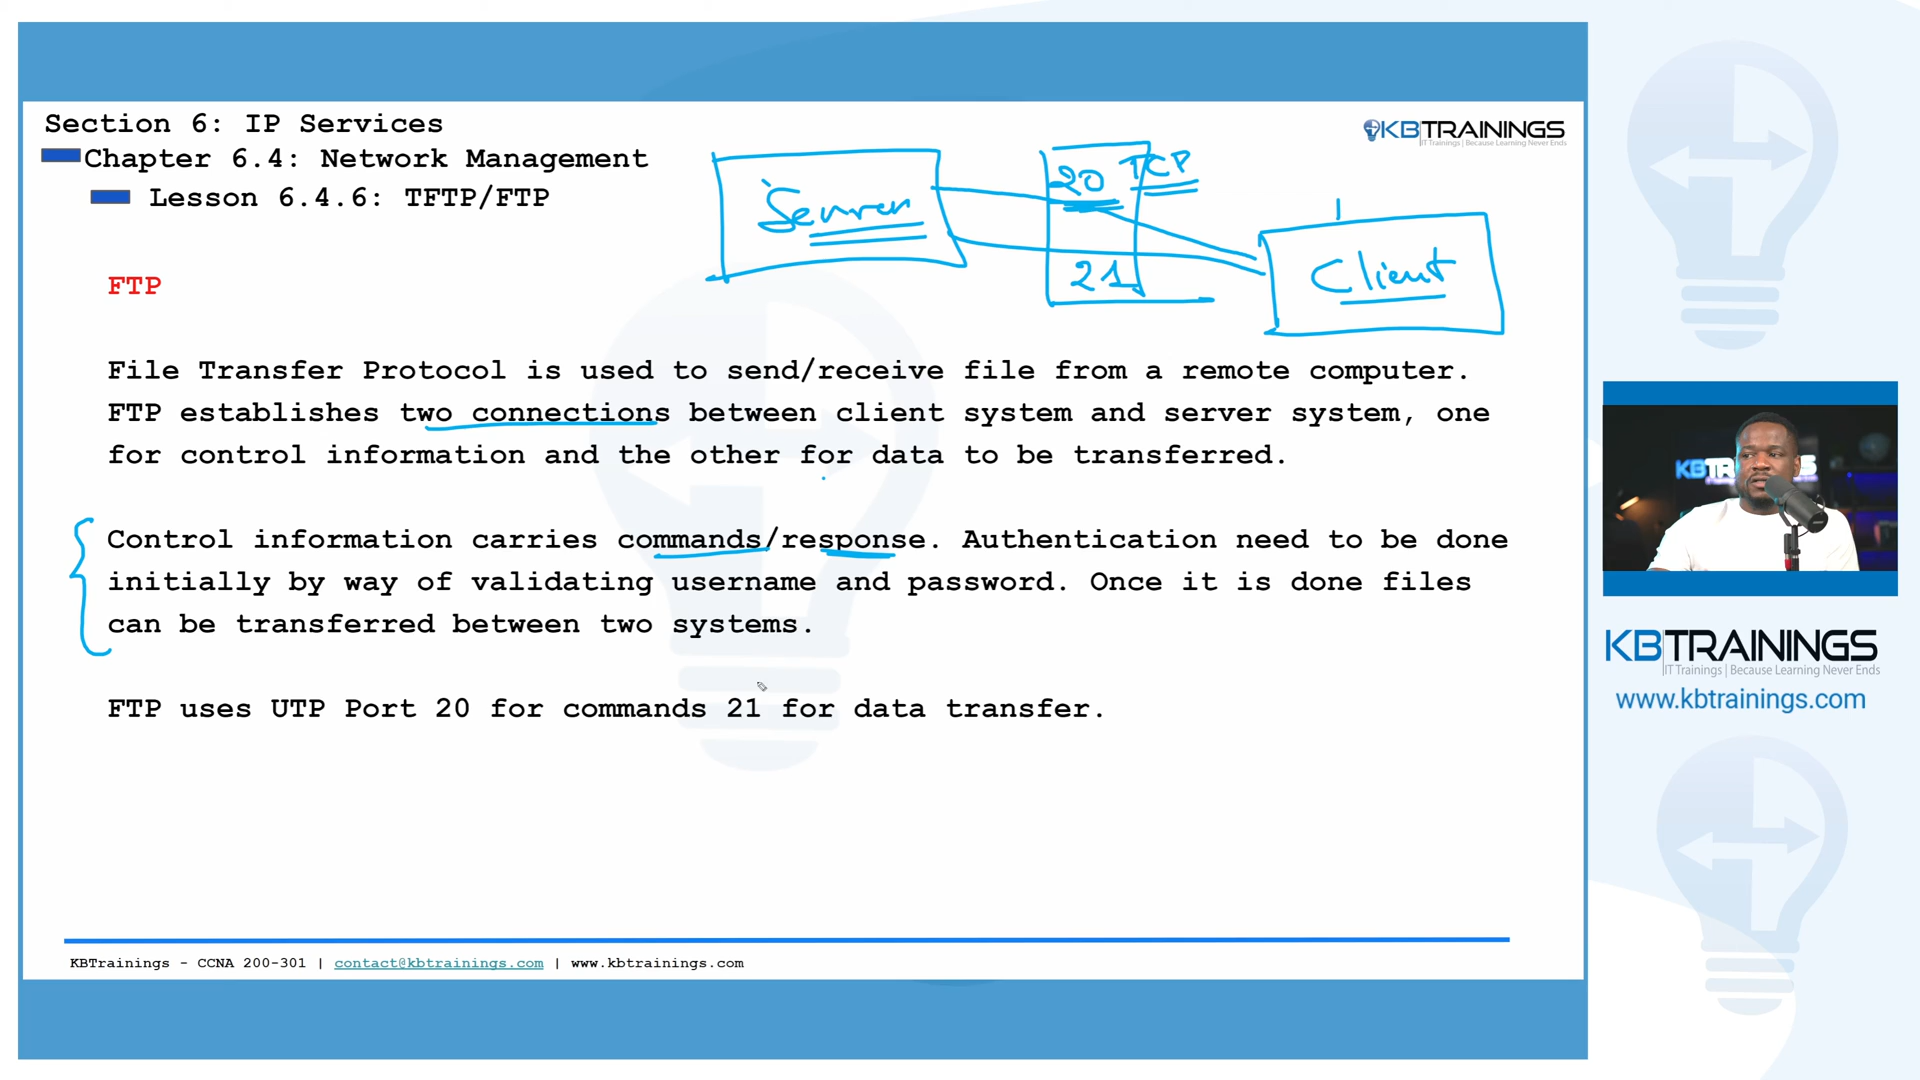 Section 6: IP Services
Chapter 6.4: Network Management
Lesson 6.4.6: TFTP/FTP
KBTRAININGS
IT Trainings | Because Learning Never Ends
Server
20 TCP
21
Client
FTP
File Transfer Protocol is used to send/receive file from a remote computer.
FTP establishes two connections between client system and server system, one
for control information and the other for data to be transferred.
Control information carries commands/response. Authentication need to be done
initially by way of validating username and password. Once it is done files
can be transferred between two systems.
FTP uses UTP Port 20 for commands 21 for data transfer.
KBTrainings - CCNA 200-301 | contact@kbtrainings.com | www.kbtrainings.com
KBTRAININGS
IT Trainings | Because Learning Never Ends
www.kbtrainings.com